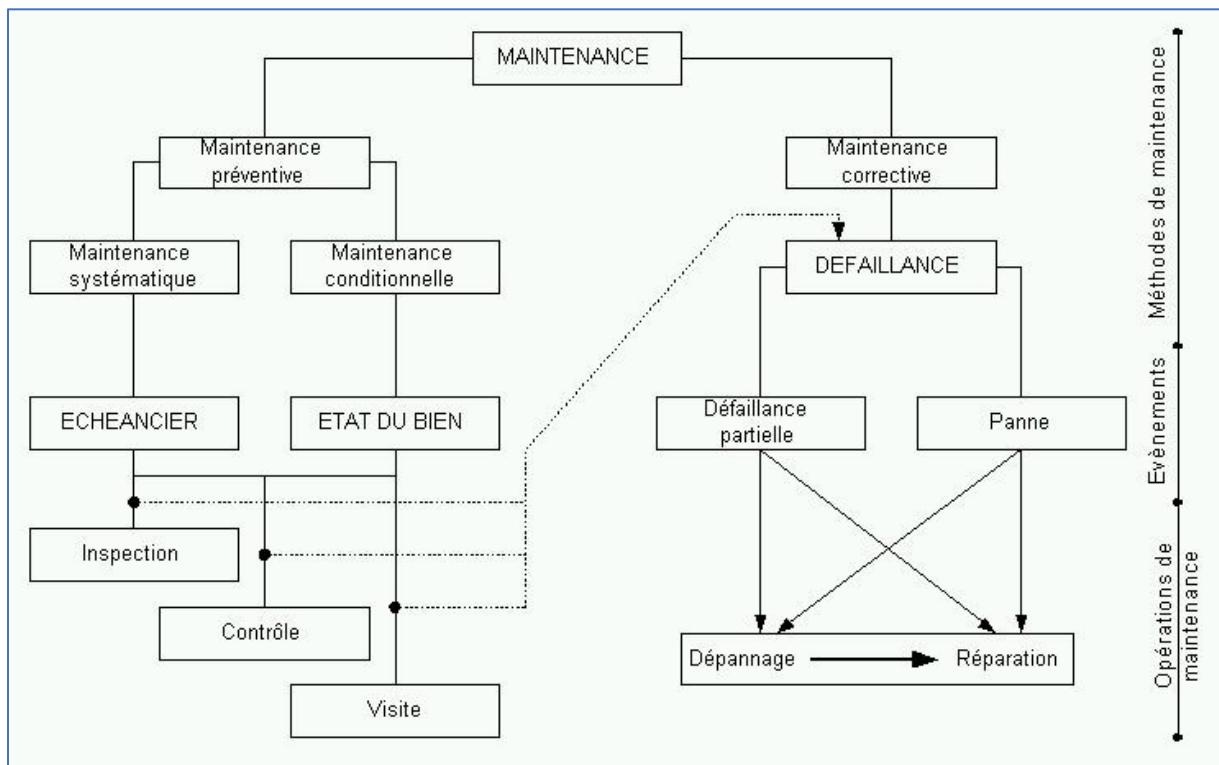 MAINTENANCE
Maintenance
préventive
Maintenance
corrective
Maintenance
systématique
Maintenance
conditionnelle
DEFAILLANCE
ECHEANCIER
ETAT DU BIEN
Défaillance
partielle
Panne
Inspection
Contrôle
Visite
Dépannage
Réparation
Méthodes de maintenance
Evènements
Opérations de
maintenance